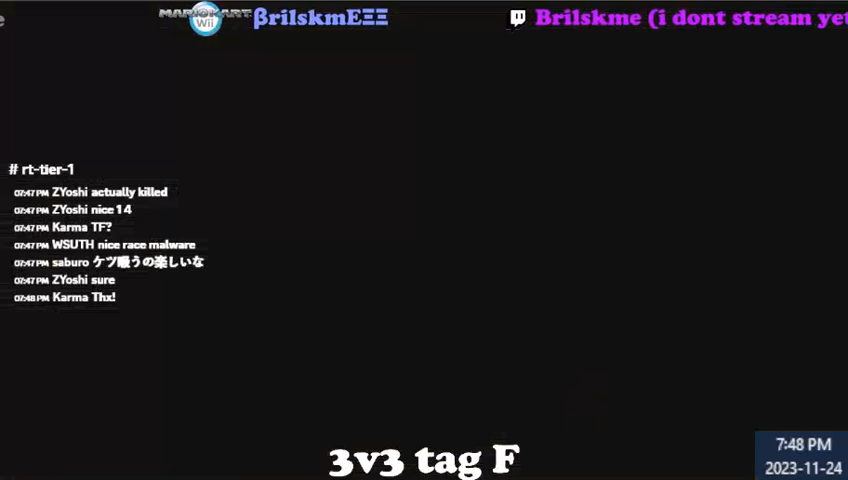 e
MARIOKART
Wii
βrilskmEΞΞ
Brilskme (i dont stream yet
# rt-tier-1
07:47 PM ZYoshi actually killed
07:47 PM ZYoshi nice 14
07:47 PM Karma TF?
07:47 PM WSUTH nice race malware
07:47 PM saburo ケツ吸うの楽しいな
07:47 PM ZYoshi sure
07:48 PM Karma Thx!
3v3 tag F
7:48 PM
2023-11-24